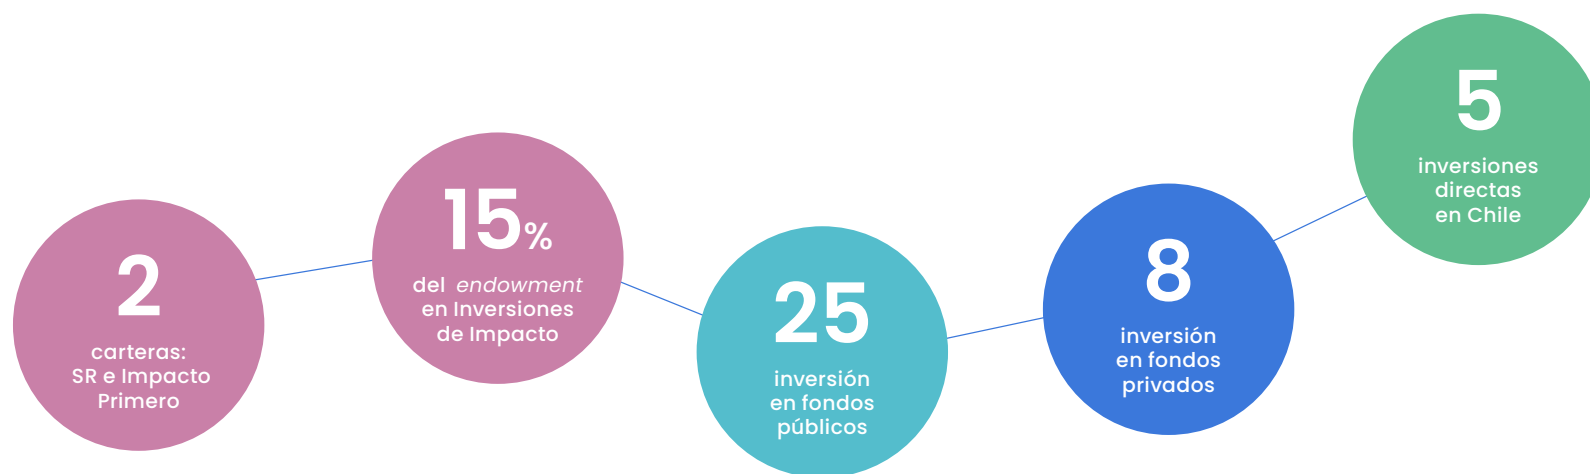 2
carteras:
SR e Impacto
Primero
15%
del endowment
en Inversiones
de Impacto
25
inversión
en fondos
públicos
8
inversión
en fondos
privados
5
inversiones
directas
en Chile